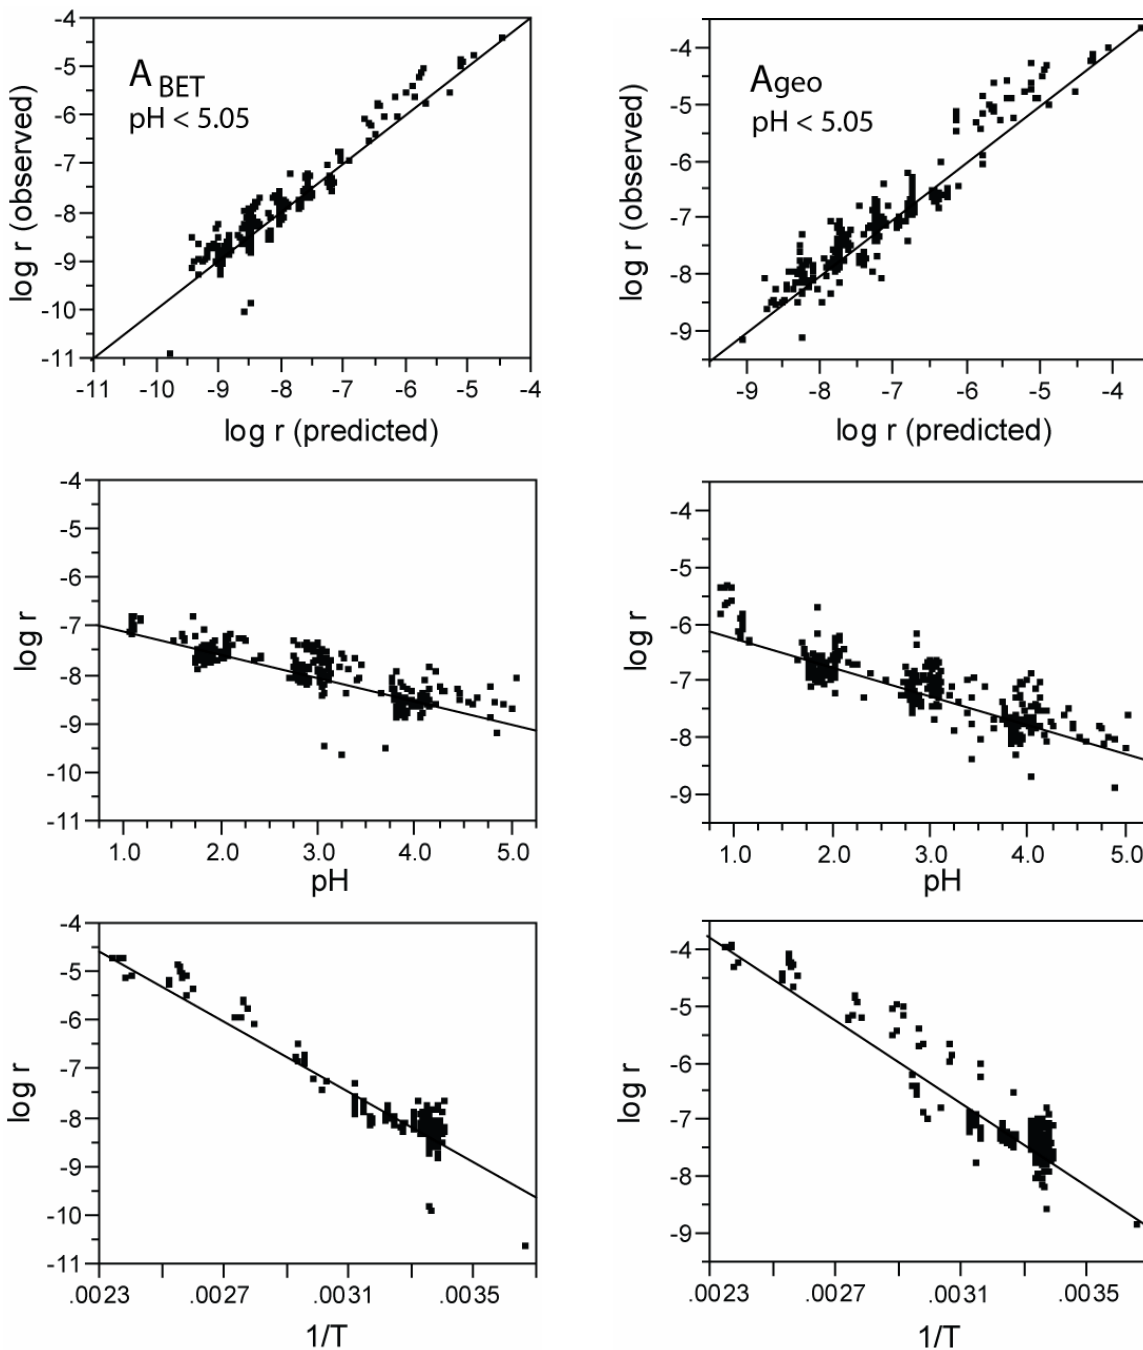 -4
-5
-6
-7
-8
-9
-10
-11
log r (observed)
A BET
pH < 5.05
-11 -10 -9 -8 -7 -6 -5 -4
log r (predicted)
-4
-5
-6
-7
-8
-9
log r (observed)
Ageo
pH < 5.05
-9 -8 -7 -6 -5 -4
log r (predicted)
-4
-5
-6
-7
-8
-9
-10
-11
log r
1.0 2.0 3.0 4.0 5.0
pH
-4
-5
-6
-7
-8
-9
log r
1.0 2.0 3.0 4.0 5.0
pH
-4
-5
-6
-7
-8
-9
-10
-11
log r
.0023 .0027 .0031 .0035
1/T
-4
-5
-6
-7
-8
-9
log r
.0023 .0027 .0031 .0035
1/T